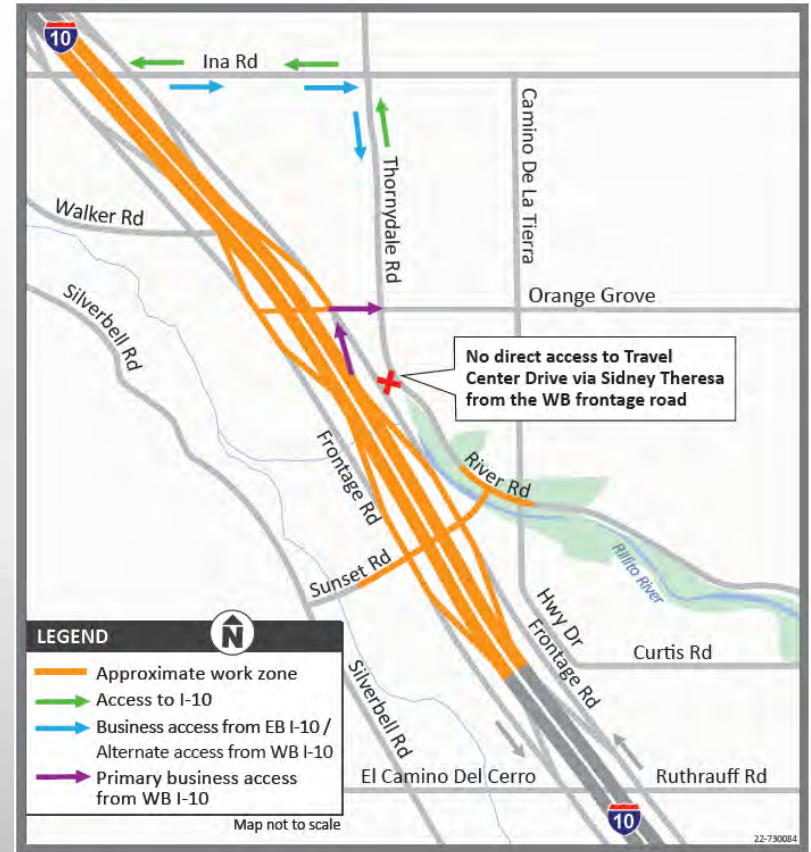 10
Ina Rd
Camino De La Tierra
Thornydale Rd
Walker Rd
Silverbell Rd
Orange Grove
No direct access to Travel
Center Drive via Sidney Theresa
from the WB frontage road
Frontage Rd
River Rd
Sunset Rd
Rillito River
Hwy Dr
Frontage Rd
Curtis Rd
LEGEND
N
Approximate work zone
Access to I-10
Business access from EB I-10 /
Alternate access from WB I-10
Primary business access
from WB I-10
Map not to scale
Silverbell Rd
El Camino Del Cerro
Ruthrauff Rd
10
22-730084